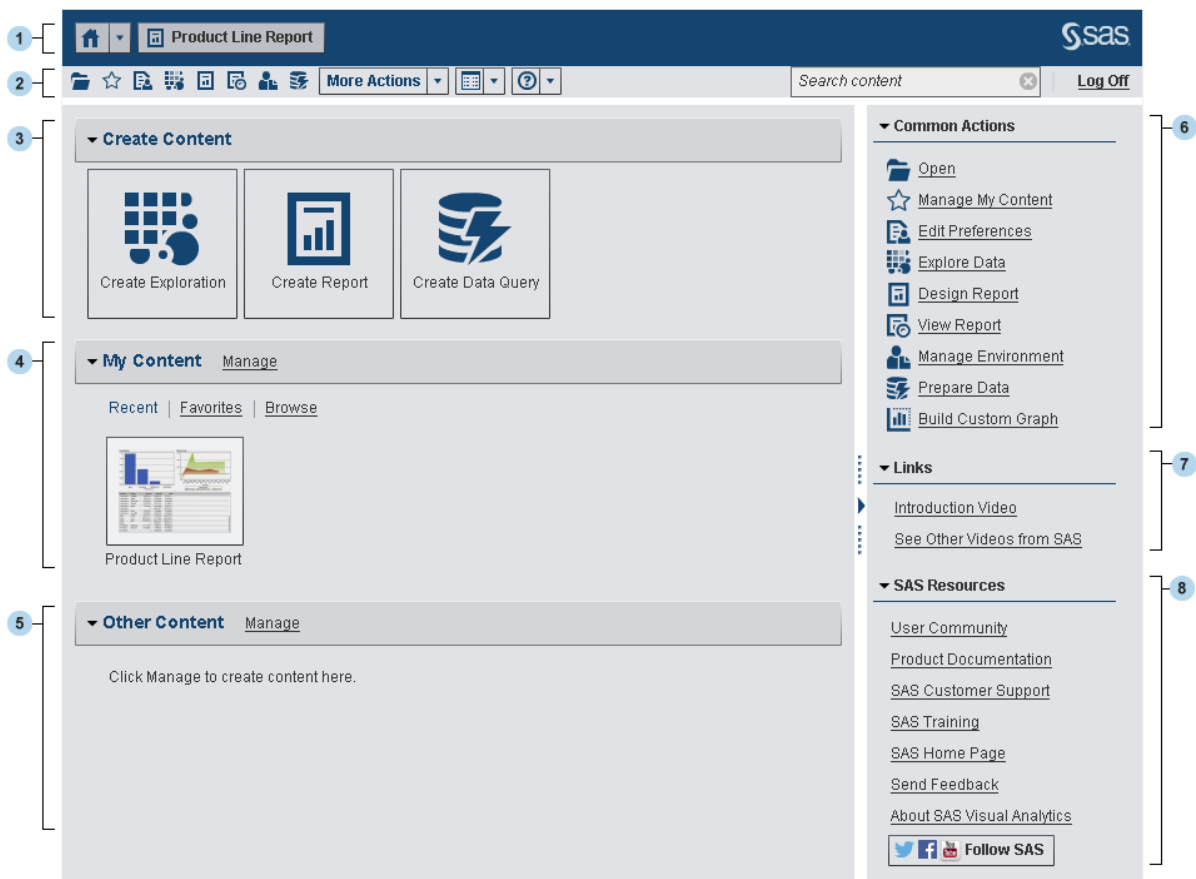 1
Product Line Report
sas
2
More Actions
Search content
Log Off
3
Create Content
Create Exploration
Create Report
Create Data Query
4
My Content Manage
Recent | Favorites | Browse
Product Line Report
5
Other Content Manage
Click Manage to create content here.
6
Common Actions
Open
Manage My Content
Edit Preferences
Explore Data
Design Report
View Report
Manage Environment
Prepare Data
Build Custom Graph
7
Links
Introduction Video
See Other Videos from SAS
8
SAS Resources
User Community
Product Documentation
SAS Customer Support
SAS Training
SAS Home Page
Send Feedback
About SAS Visual Analytics
Follow SAS